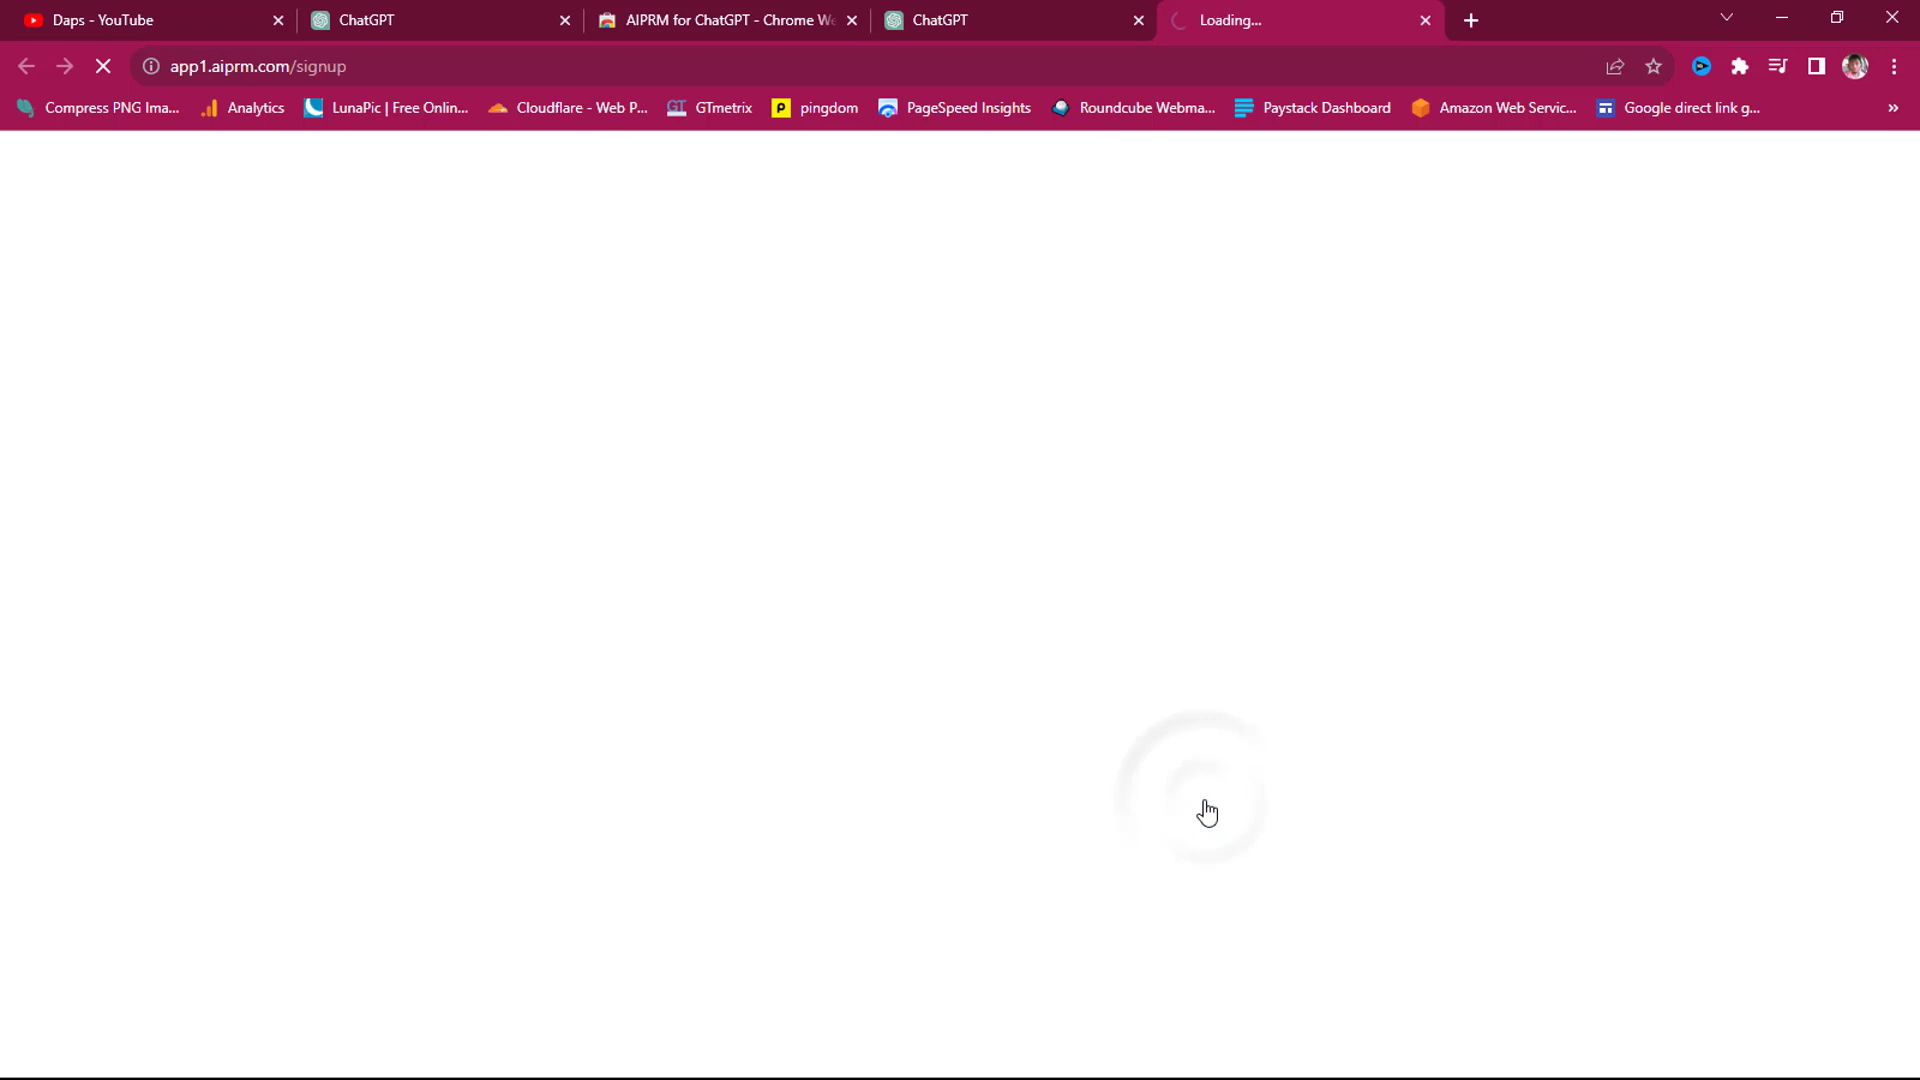 Daps - YouTube
ChatGPT
AIPRM for ChatGPT - Chrome We
ChatGPT
Loading...
app1.aiprm.com/signup
Compress PNG Ima...
Analytics
LunaPic | Free Onlin...
Cloudflare - Web P...
GT GTmetrix
P pingdom
PageSpeed Insights
Roundcube Webma...
Paystack Dashboard
Amazon Web Servic...
Google direct link g...